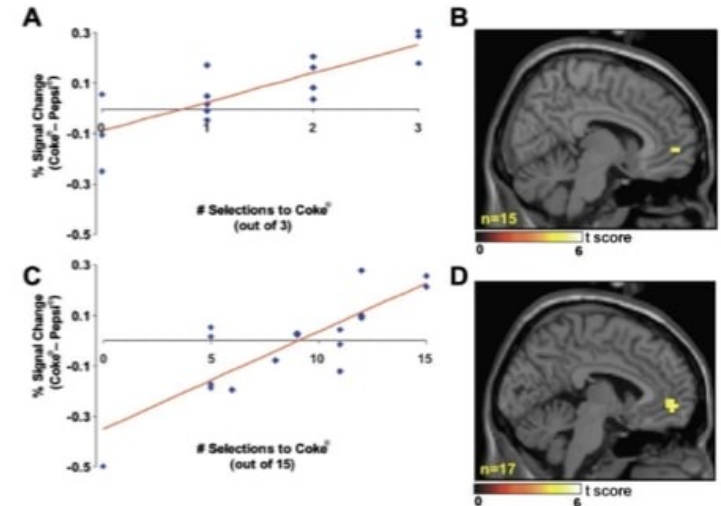 A
0.3
0.1
-0.1
-0.3
-0.5
% Signal Change
(Coke® – Pepsi®)
0
1
2
3
# Selections to Coke®
(out of 3)
B
n=15
0
6
t score
C
0.3
0.1
-0.1
-0.3
-0.5
% Signal Change
(Coke® – Pepsi®)
0
5
10
15
# Selections to Coke®
(out of 15)
D
n=17
0
6
t score